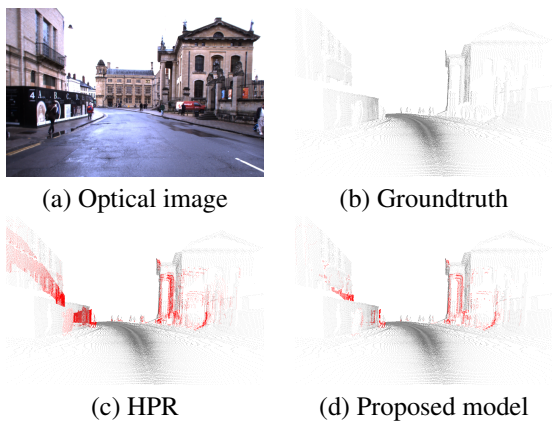 (a) Optical image
(b) Groundtruth
(c) HPR
(d) Proposed model